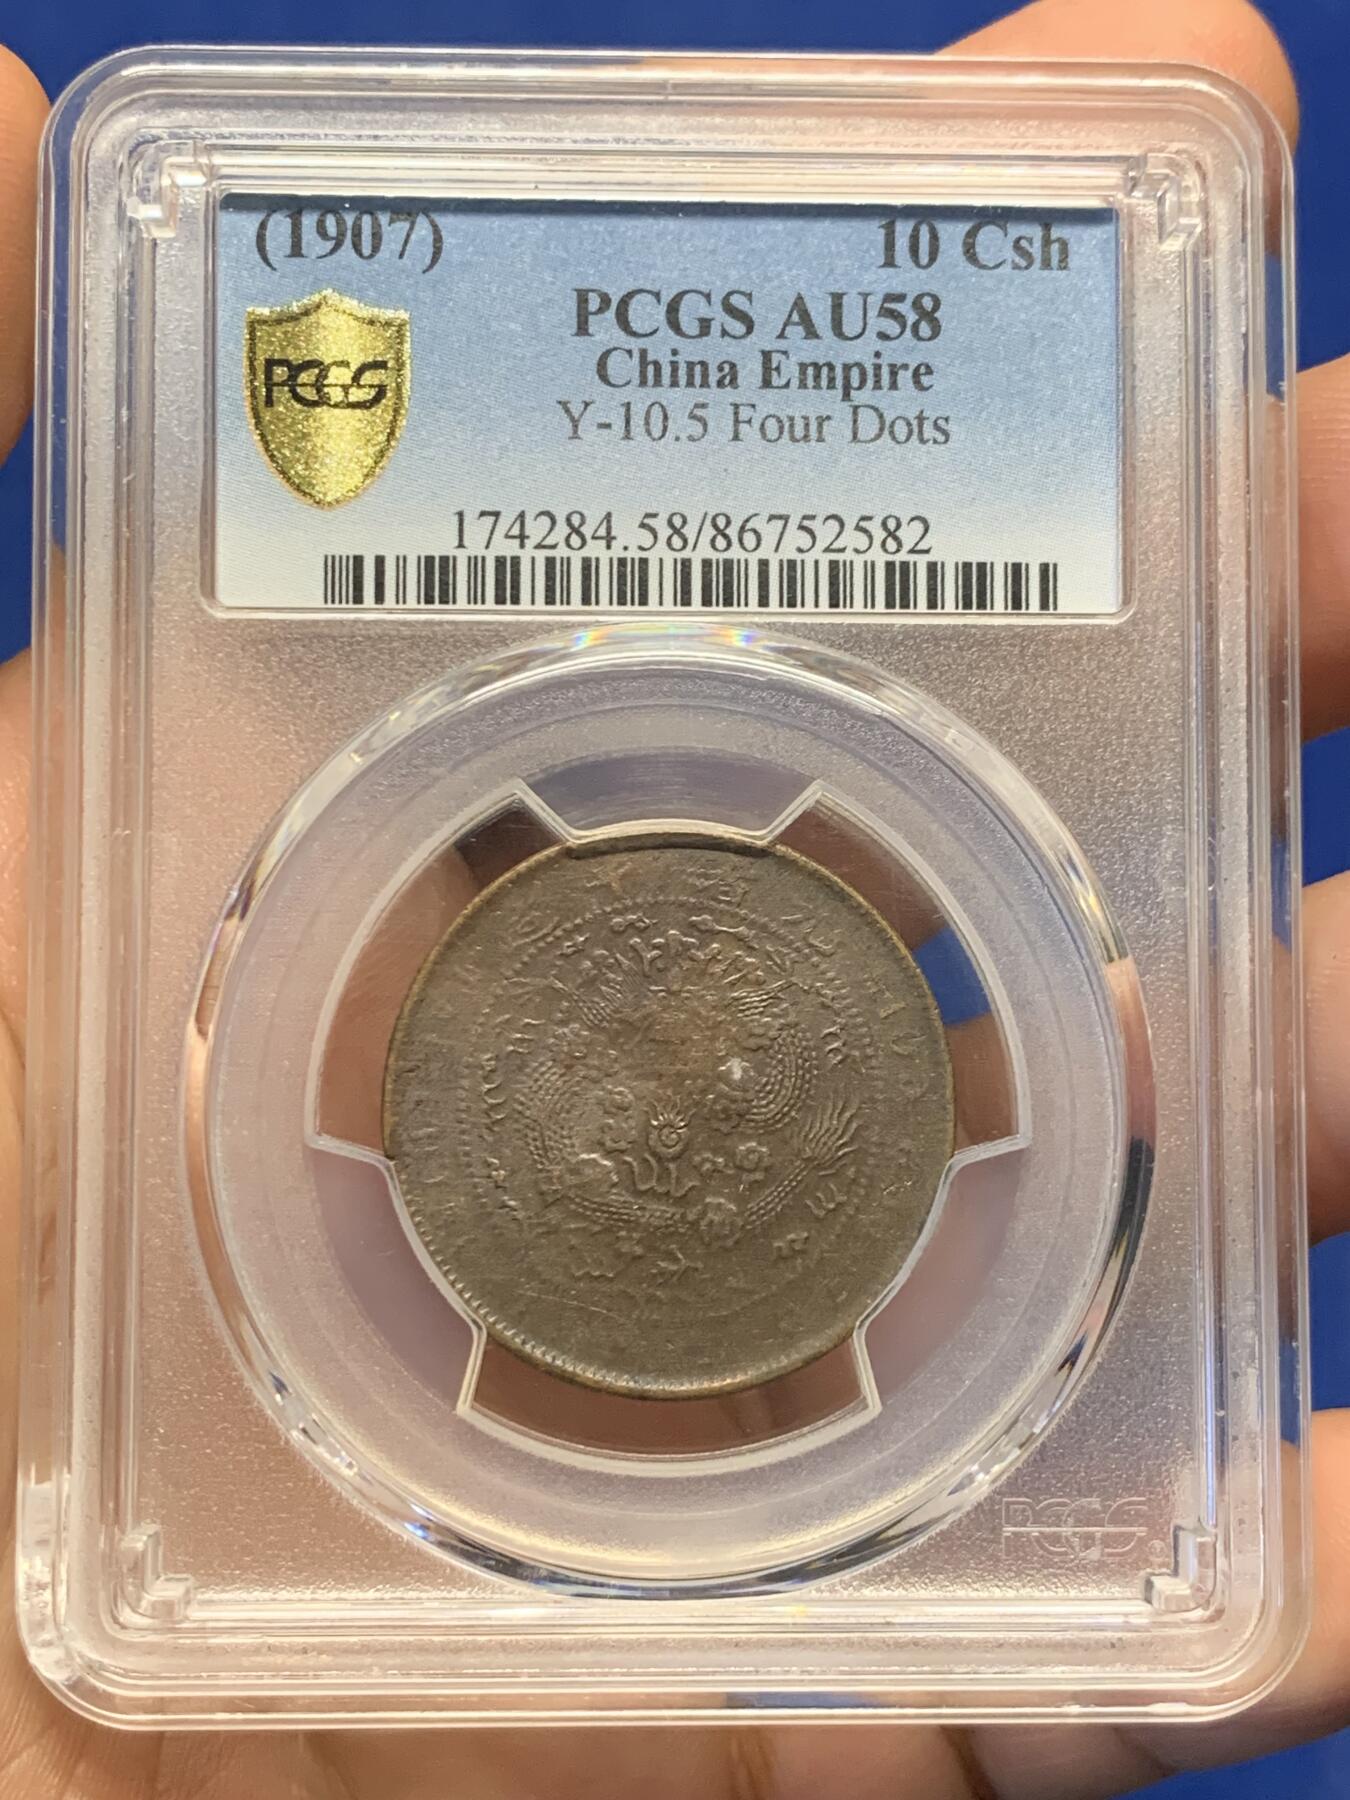 (1907) 10 Csh
PCGS AU58
China Empire
PCGS
Y-10.5 Four Dots
174284.58/86752582
PCGS